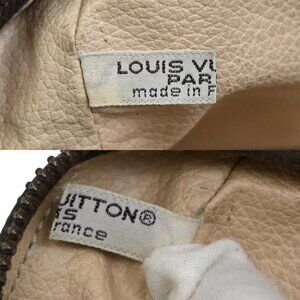 LOUIS VU
PAR
made in F
UITTON®
IS
rance